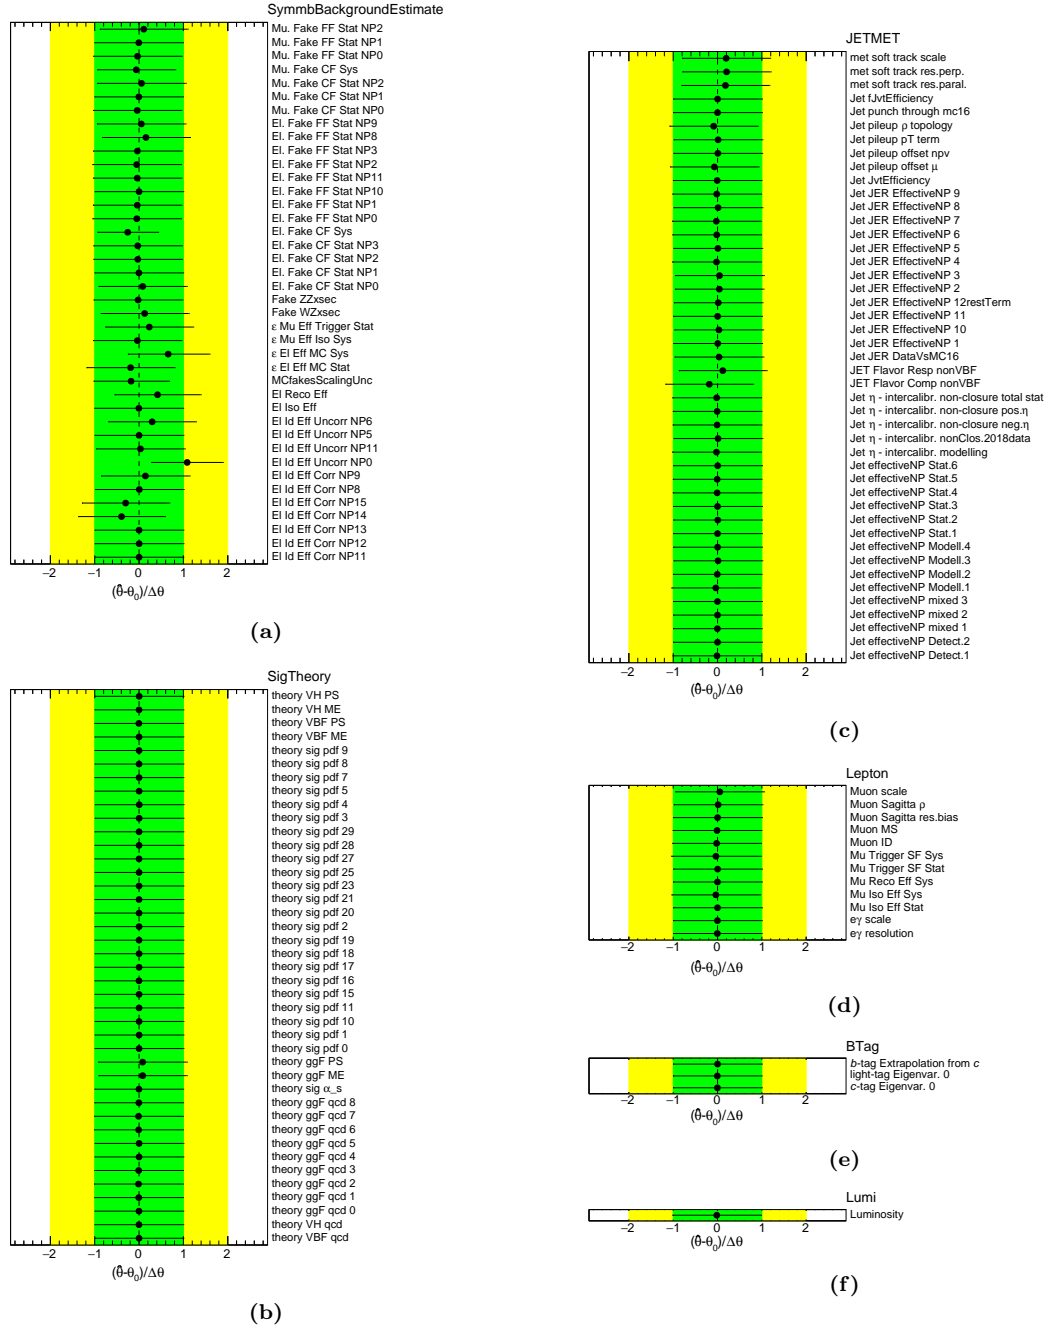 SymmbBackgroundEstimate
Mu. Fake FF Stat NP2
Mu. Fake FF Stat NP1
Mu. Fake FF Stat NP0
Mu. Fake CF Sys
Mu. Fake CF Stat NP2
Mu. Fake CF Stat NP1
Mu. Fake CF Stat NP0
El. Fake FF Stat NP9
El. Fake FF Stat NP8
El. Fake FF Stat NP3
El. Fake FF Stat NP2
El. Fake FF Stat NP11
El. Fake FF Stat NP10
El. Fake FF Stat NP1
El. Fake FF Stat NP0
El. Fake CF Sys
El. Fake CF Stat NP3
El. Fake CF Stat NP2
El. Fake CF Stat NP1
El. Fake CF Stat NP0
Fake ZZxsec
Fake WZxsec
ε Mu Eff Trigger Stat
ε Mu Eff Iso Sys
ε El Eff MC Sys
ε El Eff MC Stat
MCfakesScalingUnc
El Reco Eff
El Iso Eff
El Id Eff Uncorr NP6
El Id Eff Uncorr NP5
El Id Eff Uncorr NP11
El Id Eff Uncorr NP0
El Id Eff Corr NP9
El Id Eff Corr NP8
El Id Eff Corr NP15
El Id Eff Corr NP14
El Id Eff Corr NP13
El Id Eff Corr NP12
El Id Eff Corr NP11
−2 −1 0 1 2
(θ̂-θ₀)/Δθ
(a)
SigTheory
theory VH PS
theory VH ME
theory VBF PS
theory VBF ME
theory sig pdf 9
theory sig pdf 8
theory sig pdf 7
theory sig pdf 5
theory sig pdf 4
theory sig pdf 3
theory sig pdf 29
theory sig pdf 28
theory sig pdf 27
theory sig pdf 25
theory sig pdf 23
theory sig pdf 21
theory sig pdf 20
theory sig pdf 2
theory sig pdf 19
theory sig pdf 18
theory sig pdf 17
theory sig pdf 16
theory sig pdf 15
theory sig pdf 11
theory sig pdf 10
theory sig pdf 1
theory sig pdf 0
theory ggF PS
theory ggF ME
theory sig α_s
theory ggF qcd 8
theory ggF qcd 7
theory ggF qcd 6
theory ggF qcd 5
theory ggF qcd 4
theory ggF qcd 3
theory ggF qcd 2
theory ggF qcd 1
theory ggF qcd 0
theory VH qcd
theory VBF qcd
−2 −1 0 1 2
(θ̂-θ₀)/Δθ
(b)
JETMET
met soft track scale
met soft track res.perp.
met soft track res.paral.
Jet fJvtEfficiency
Jet punch through mc16
Jet pileup ρ topology
Jet pileup pT term
Jet pileup offset npv
Jet pileup offset μ
Jet JvtEfficiency
Jet JER EffectiveNP 9
Jet JER EffectiveNP 8
Jet JER EffectiveNP 7
Jet JER EffectiveNP 6
Jet JER EffectiveNP 5
Jet JER EffectiveNP 4
Jet JER EffectiveNP 3
Jet JER EffectiveNP 2
Jet JER EffectiveNP 12restTerm
Jet JER EffectiveNP 11
Jet JER EffectiveNP 10
Jet JER EffectiveNP 1
Jet JER DataVsMC16
JET Flavor Resp nonVBF
JET Flavor Comp nonVBF
Jet η - intercalibr. non-closure total stat
Jet η - intercalibr. non-closure pos.η
Jet η - intercalibr. non-closure neg.η
Jet η - intercalibr. nonClos.2018data
Jet η - intercalibr. modelling
Jet effectiveNP Stat.6
Jet effectiveNP Stat.5
Jet effectiveNP Stat.4
Jet effectiveNP Stat.3
Jet effectiveNP Stat.2
Jet effectiveNP Stat.1
Jet effectiveNP Modell.4
Jet effectiveNP Modell.3
Jet effectiveNP Modell.2
Jet effectiveNP Modell.1
Jet effectiveNP mixed 3
Jet effectiveNP mixed 2
Jet effectiveNP mixed 1
Jet effectiveNP Detect.2
Jet effectiveNP Detect.1
−2 −1 0 1 2
(θ̂-θ₀)/Δθ
(c)
Lepton
Muon scale
Muon Sagitta ρ
Muon Sagitta res.bias
Muon MS
Muon ID
Mu Trigger SF Sys
Mu Trigger SF Stat
Mu Reco Eff Sys
Mu Iso Eff Sys
Mu Iso Eff Stat
eγ scale
eγ resolution
−2 −1 0 1 2
(θ̂-θ₀)/Δθ
(d)
BTag
b-tag Extrapolation from c
light-tag Eigenvar. 0
c-tag Eigenvar. 0
−2 −1 0 1 2
(θ̂-θ₀)/Δθ
(e)
Lumi
Luminosity
−2 −1 0 1 2
(θ̂-θ₀)/Δθ
(f)